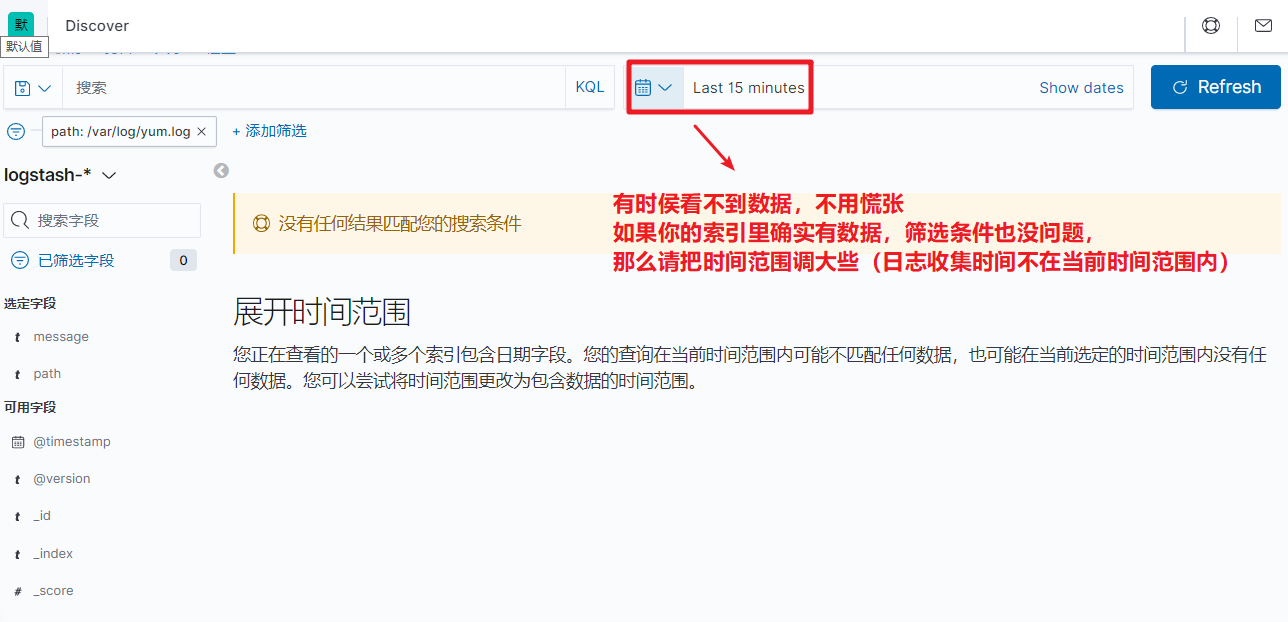 默
Discover
默认值
搜索
KQL
Last 15 minutes
Show dates
Refresh
path: /var/log/yum.log ×
+ 添加筛选
logstash-*
搜索字段
已筛选字段 0
选定字段
t message
t path
可用字段
@timestamp
t @version
t _id
t _index
# _score
没有任何结果匹配您的搜索条件
有时侯看不到数据，不用慌张
如果你的索引里确实有数据，筛选条件也没问题，
那么请把时间范围调大些（日志收集时间不在当前时间范围内）
展开时间范围
您正在查看的一个或多个索引包含日期字段。您的查询在当前时间范围内可能不匹配任何数据，也可能在当前选定的时间范围内没有任
何数据。您可以尝试将时间范围更改为包含数据的时间范围。